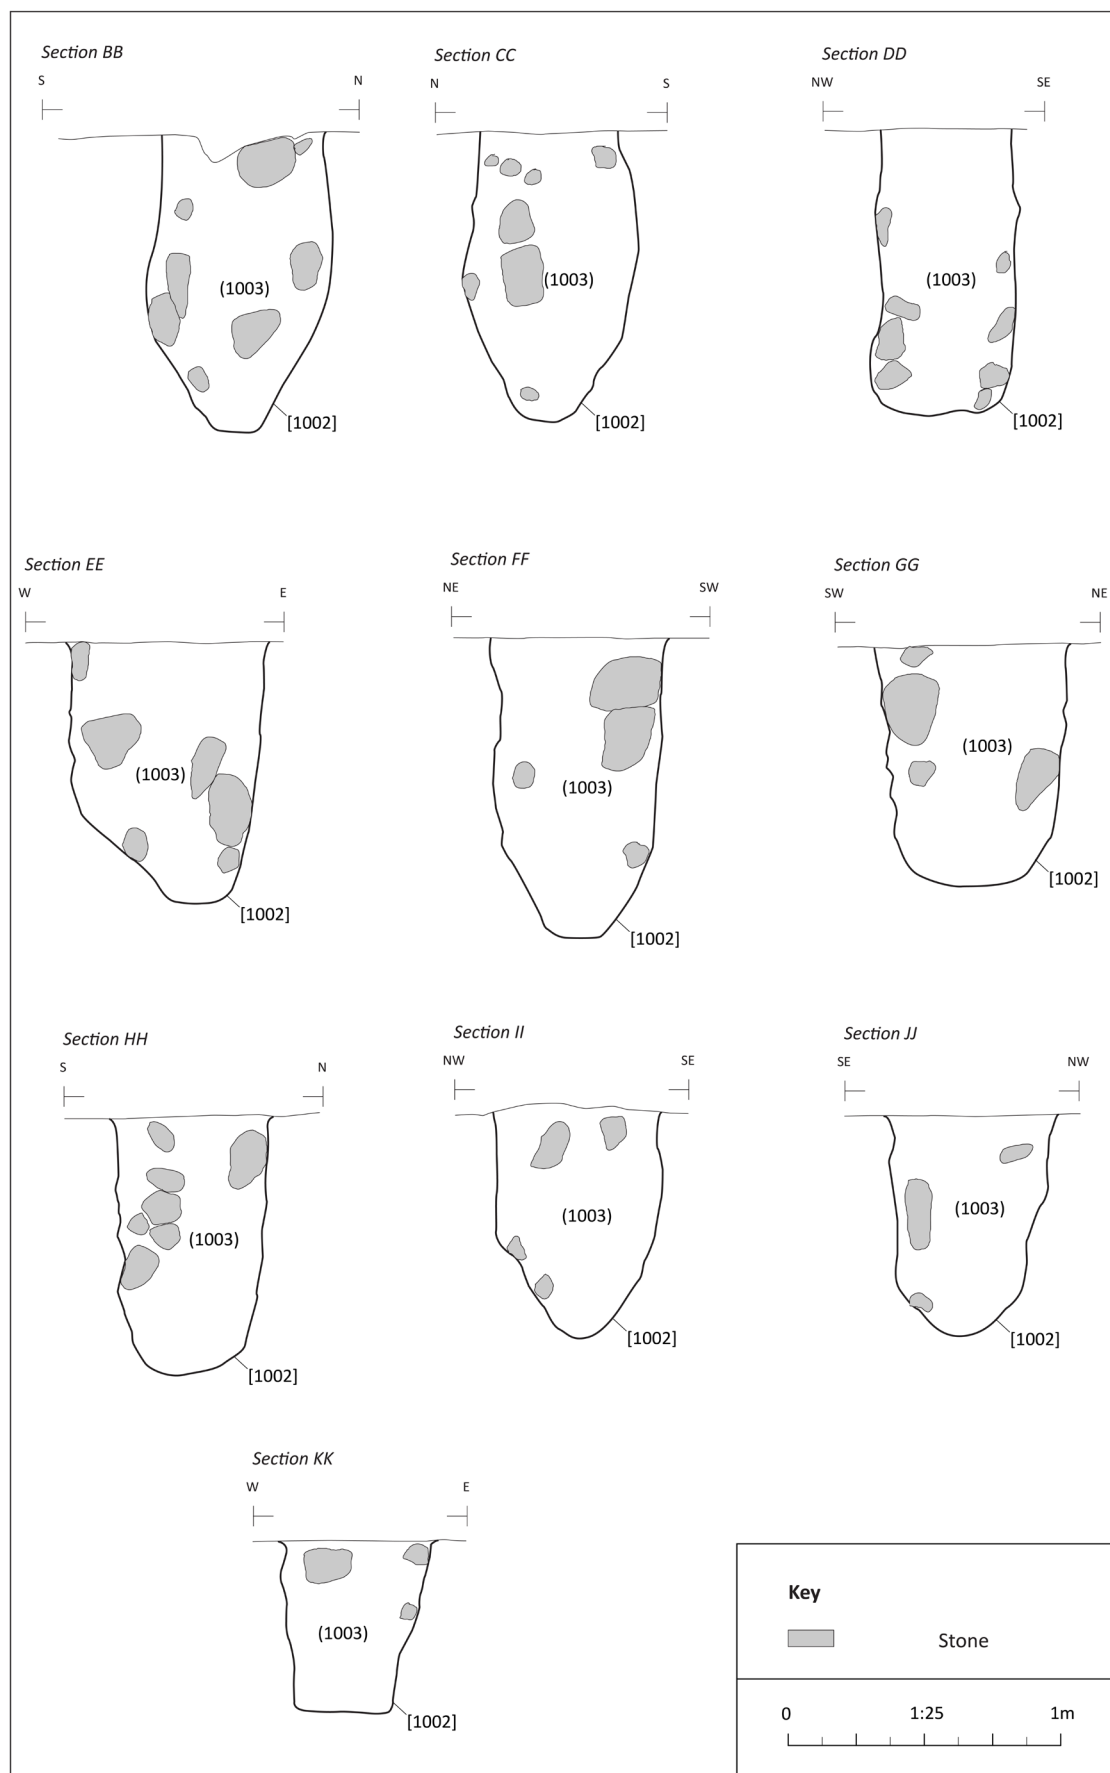 Section BB
S N
(1003)
[1002]
Section CC
N S
(1003)
[1002]
Section DD
NW SE
(1003)
[1002]
Section EE
W E
(1003)
[1002]
Section FF
NE SW
(1003)
[1002]
Section GG
SW NE
(1003)
[1002]
Section HH
S N
(1003)
[1002]
Section II
NW SE
(1003)
[1002]
Section JJ
SE NW
(1003)
[1002]
Section KK
W E
(1003)
[1002]
Key
Stone
0 1:25 1m